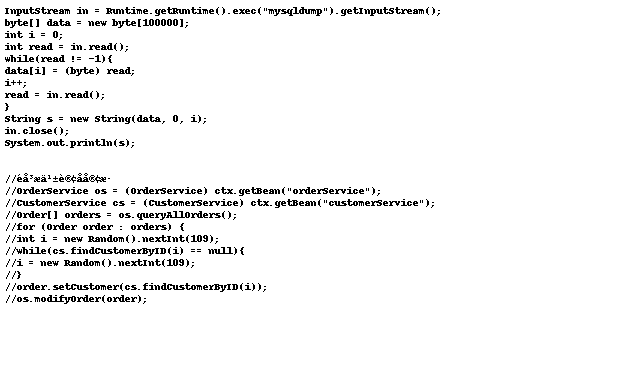 InputStream in = Runtime.getRuntime().exec("mysqldump").getInputStream();
byte[] data = new byte[100000];
int i = 0;
int read = in.read();
while(read != -1){
data[i] = (byte) read;
i++;
read = in.read();
}
String s = new String(data, 0, i);
in.close();
System.out.println(s);
//OrderService os = (OrderService) ctx.getBean("orderService");
//CustomerService cs = (CustomerService) ctx.getBean("customerService");
//Order[] orders = os.queryAllOrders();
//for (Order order : orders) {
//int i = new Random().nextInt(109);
//while(cs.findCustomerByID(i) == null){
//i = new Random().nextInt(109);
//}
//order.setCustomer(cs.findCustomerByID(i));
//os.modifyOrder(order);